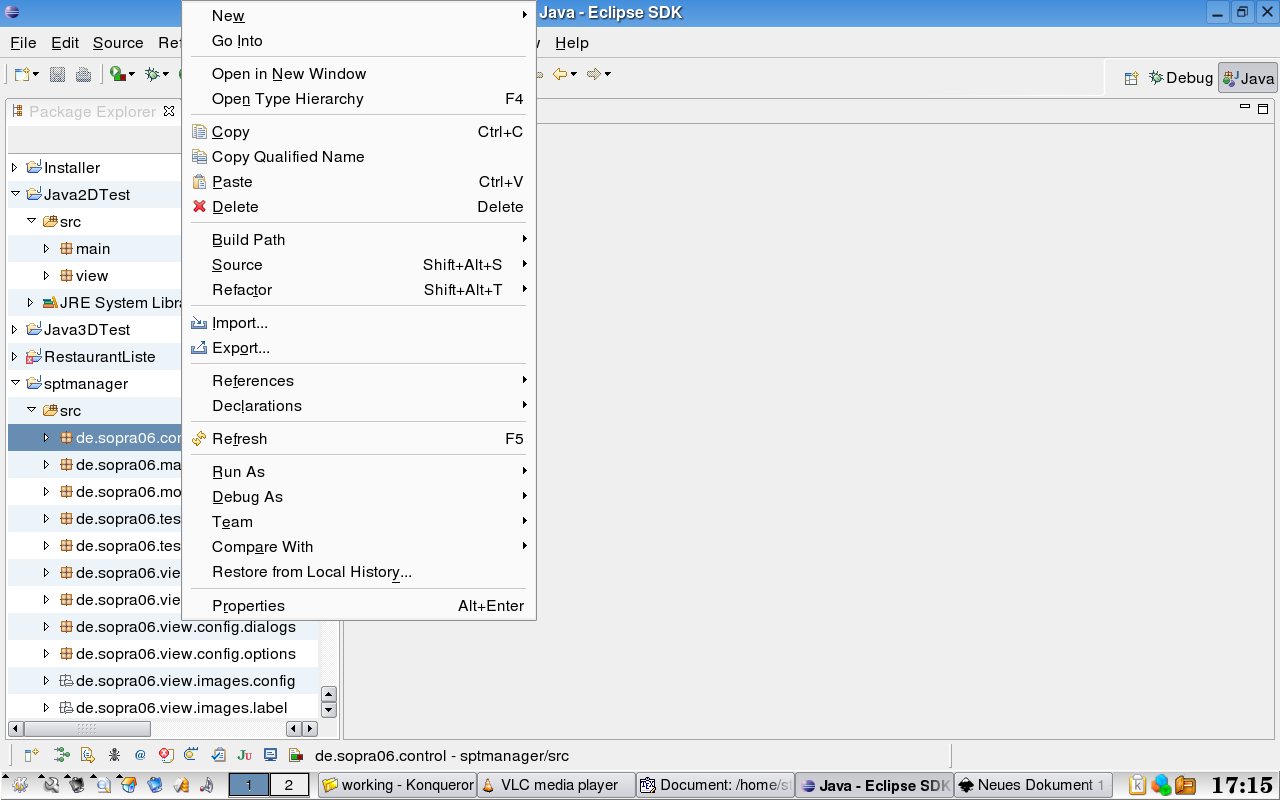 Java - Eclipse SDK
File Edit Source Help
Package Explorer
Debug Java
New
Go Into
Open in New Window
Open Type Hierarchy F4
Copy Ctrl+C
Copy Qualified Name
Paste Ctrl+V
Delete Delete
Build Path
Source Shift+Alt+S
Refactor Shift+Alt+T
Import...
Export...
References
Declarations
Refresh F5
Run As
Debug As
Team
Compare With
Restore from Local History...
Properties Alt+Enter
Installer
Java2DTest
src
main
view
JRE System Libra
Java3DTest
RestaurantListe
sptmanager
src
de.sopra06.con
de.sopra06.ma
de.sopra06.mo
de.sopra06.tes
de.sopra06.tes
de.sopra06.vie
de.sopra06.vie
de.sopra06.view.config.dialogs
de.sopra06.view.config.options
de.sopra06.view.images.config
de.sopra06.view.images.label
@ Ju de.sopra06.control - sptmanager/src
1 2 working - Konqueror VLC media player Document: /home/st Java - Eclipse SDK Neues Dokument 1 17:15